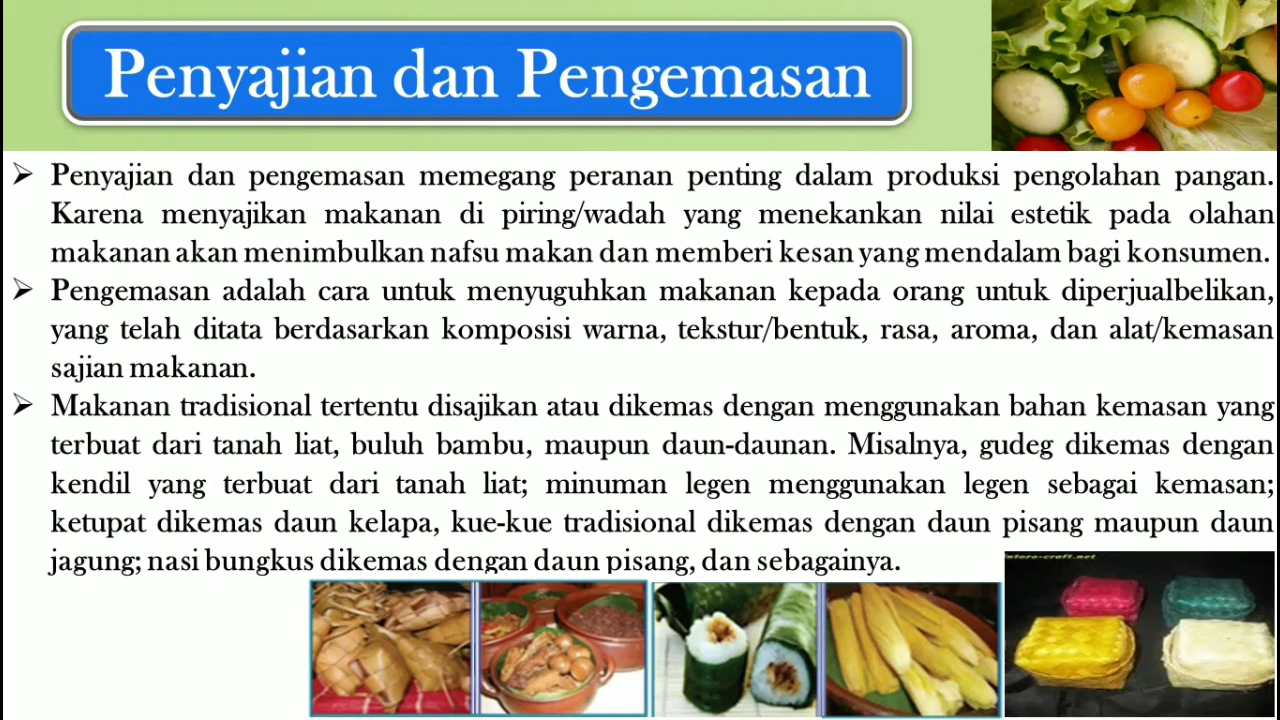 Penyajian dan Pengemasan
➢ Penyajian dan pengemasan memegang peranan penting dalam produksi pengolahan pangan.
Karena menyajikan makanan di piring/wadah yang menekankan nilai estetik pada olahan
makanan akan menimbulkan nafsu makan dan memberi kesan yang mendalam bagi konsumen.
➢ Pengemasan adalah cara untuk menyuguhkan makanan kepada orang untuk diperjualbelikan,
yang telah ditata berdasarkan komposisi warna, tekstur/bentuk, rasa, aroma, dan alat/kemasan
sajian makanan.
➢ Makanan tradisional tertentu disajikan atau dikemas dengan menggunakan bahan kemasan yang
terbuat dari tanah liat, buluh bambu, maupun daun-daunan. Misalnya, gudeg dikemas dengan
kendil yang terbuat dari tanah liat; minuman legen menggunakan legen sebagai kemasan;
ketupat dikemas daun kelapa, kue-kue tradisional dikemas dengan daun pisang maupun daun
jagung; nasi bungkus dikemas dengan daun pisang, dan sebagainya.